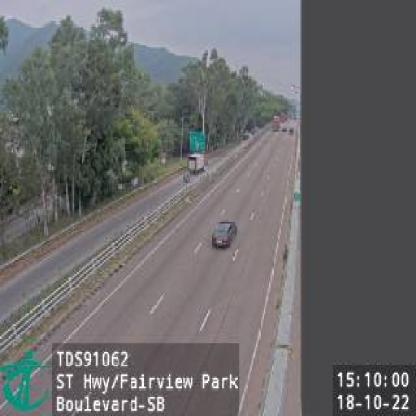 TDS91062
ST Hwy/Fairview Park
Boulevard-SB
15:10:00
18-10-22